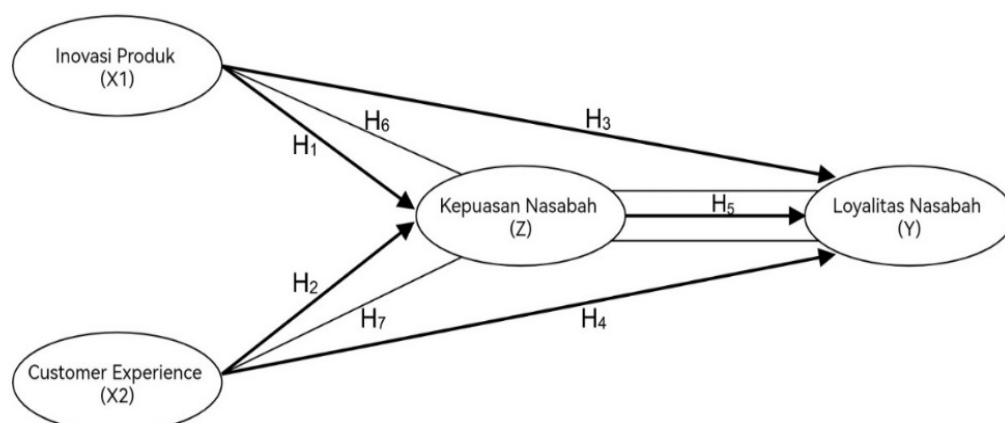 Inovasi Produk
(X1)
H₃
H₆
H₁
Kepuasan Nasabah
(Z)
H₅
Loyalitas Nasabah
(Y)
H₂
H₇
H₄
Customer Experience
(X2)